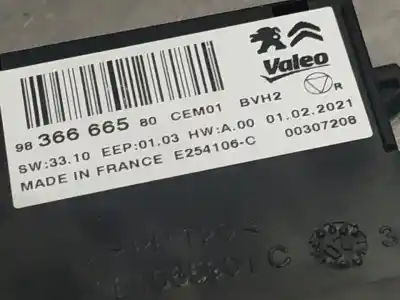 Valeo
R
98 366 665 80 CEM01 BVH2
SW:33.10 EEP:01.03 HW:A.00 01.02.2021
MADE IN FRANCE E254106-C 00307208